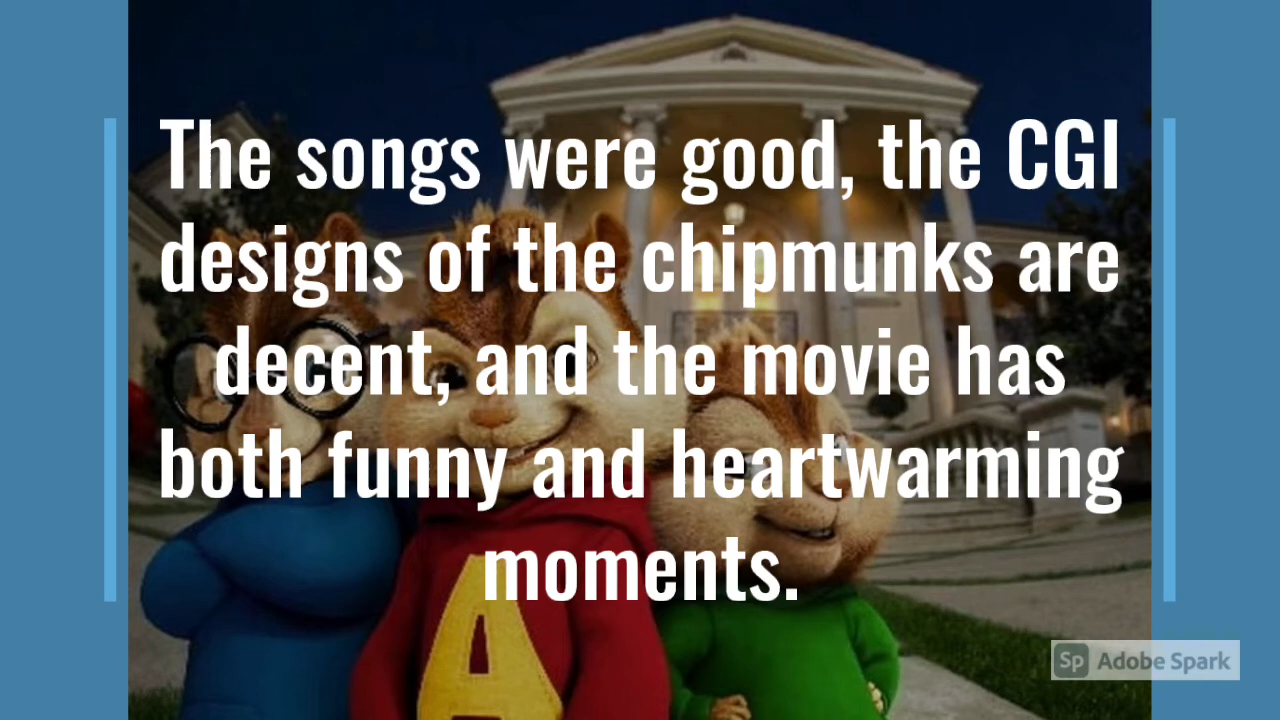 The songs were good, the CGI
designs of the chipmunks are
decent, and the movie has
both funny and heartwarming
moments.
A
Sp Adobe Spark